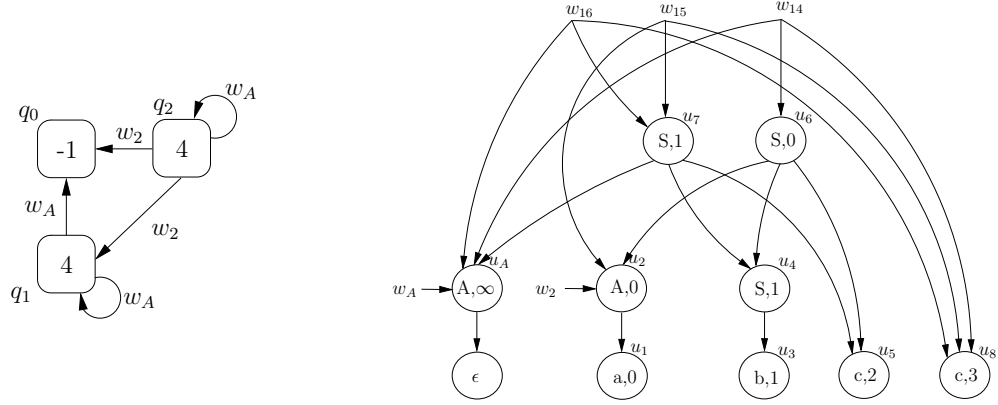 w16 w15 w14
q0 q2 wA
-1 w2 4
wA w2
4
q1 wA
u7 u6
S,1 S,0
uA u2 u4
wA A,∞ w2 A,0 S,1
u1 u3 u5 u8
ϵ a,0 b,1 c,2 c,3